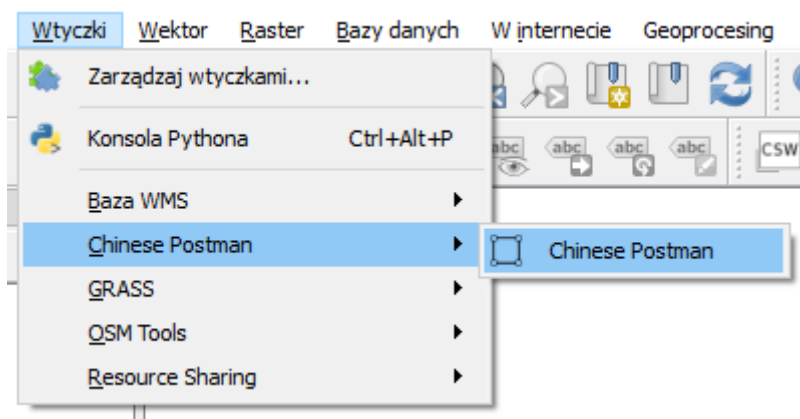 Wtyczki Wektor Raster Bazy danych W internecie Geoprocesing
Zarządzaj wtyczkami...
Konsola Pythona Ctrl+Alt+P
abc abc abc abc CSW
Baza WMS
Chinese Postman Chinese Postman
GRASS
OSM Tools
Resource Sharing